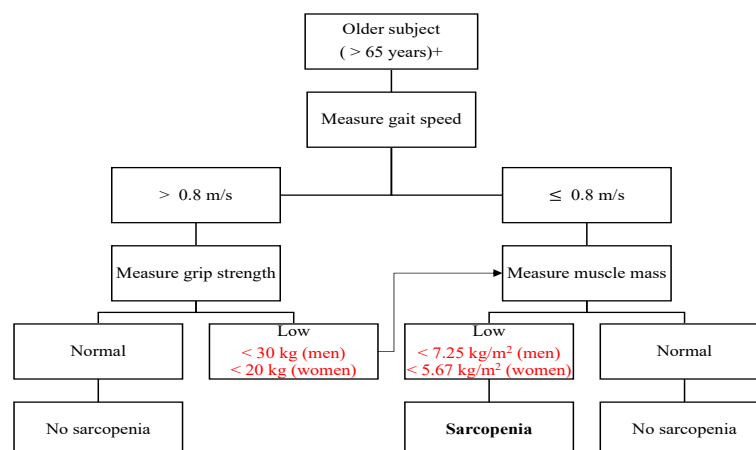 Older subject
( > 65 years)+
Measure gait speed
> 0.8 m/s
≤ 0.8 m/s
Measure grip strength
Measure muscle mass
Normal
Low
< 30 kg (men)
< 20 kg (women)
Low
< 7.25 kg/m² (men)
< 5.67 kg/m² (women)
Normal
No sarcopenia
Sarcopenia
No sarcopenia